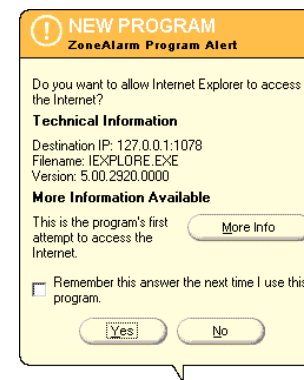 NEW PROGRAM
ZoneAlarm Program Alert
Do you want to allow Internet Explorer to access
the Internet?
Technical Information
Destination IP: 127.0.0.1:1078
Filename: IEXPLORE.EXE
Version: 5.00.2920.0000
More Information Available
This is the program's first
attempt to access the
Internet.
More Info
Remember this answer the next time I use this
program.
Yes
No